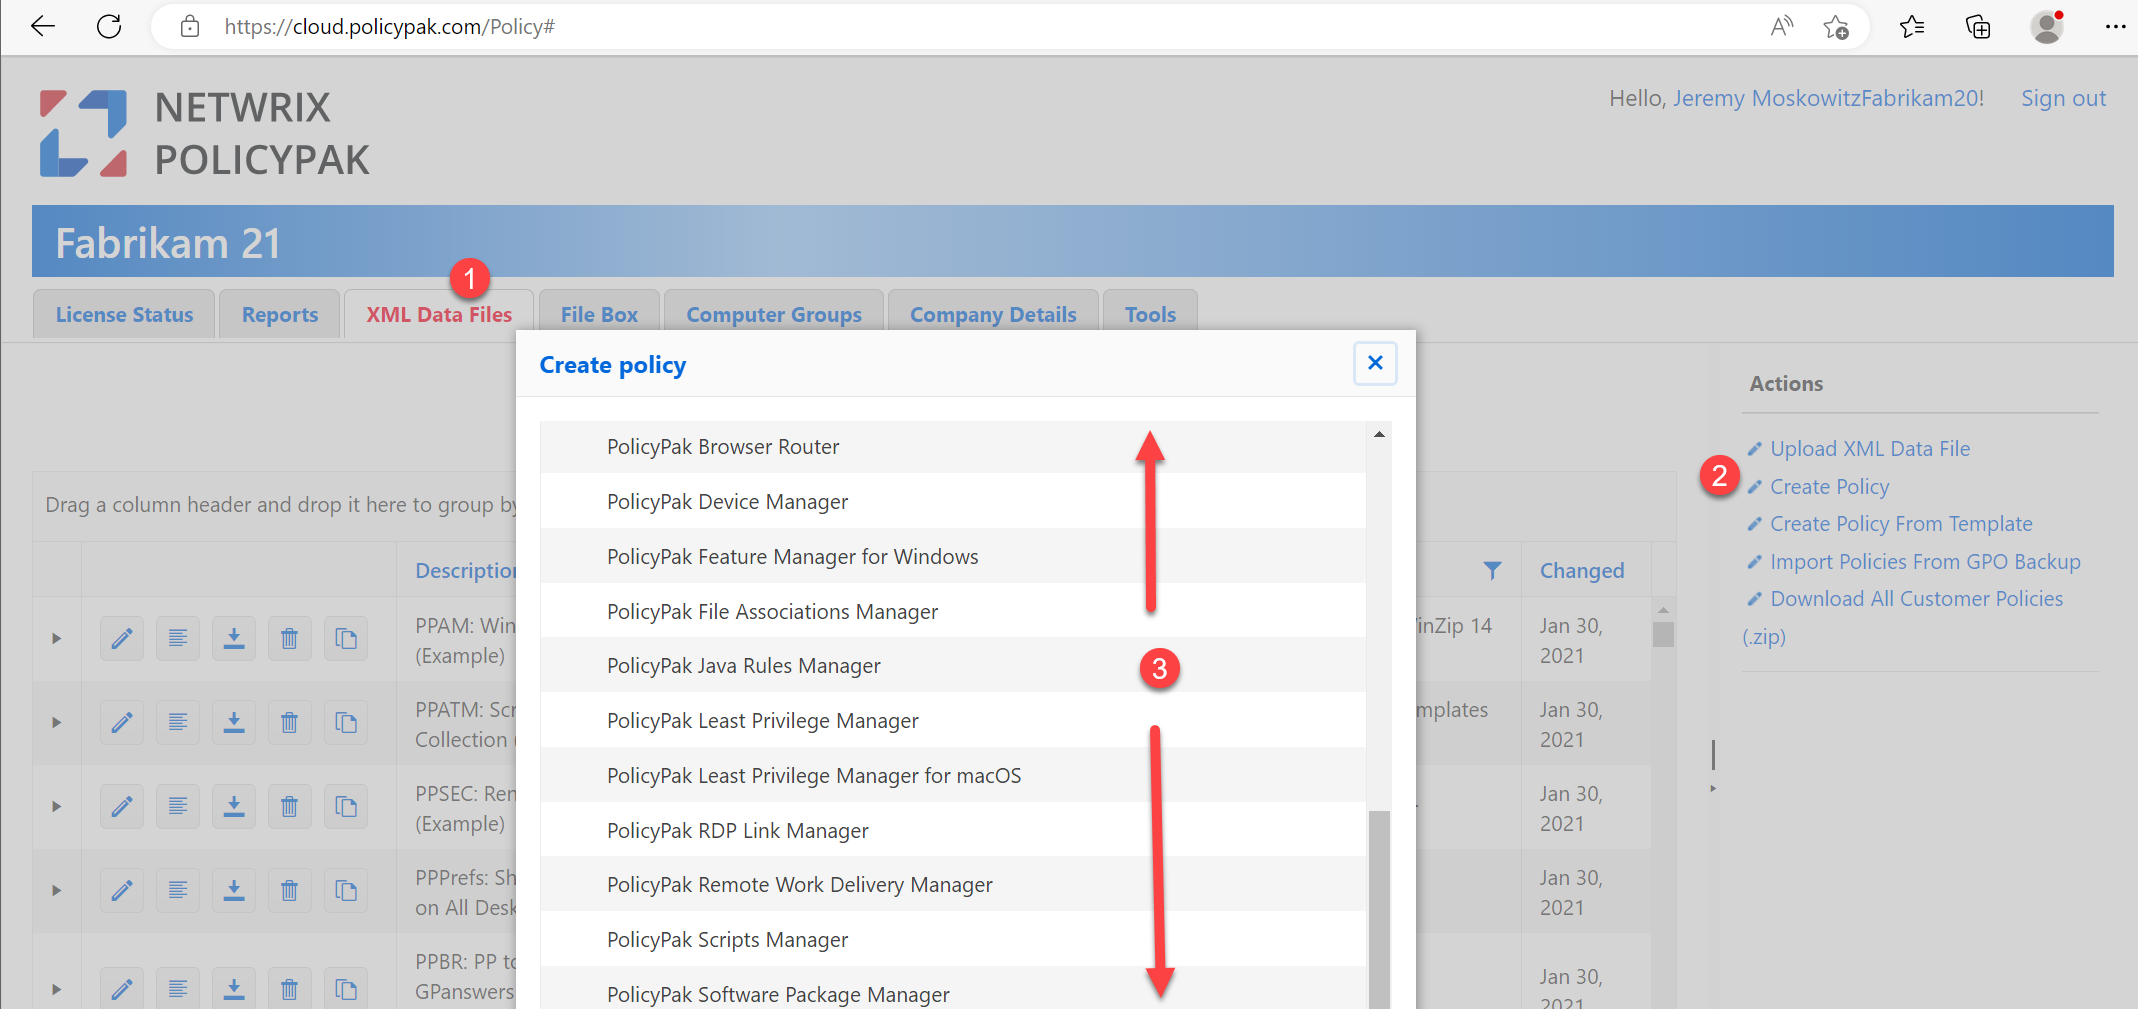 https://cloud.policypak.com/Policy#
NETWRIX
POLICYPAK
Hello, Jeremy MoskowitzFabrikam20! Sign out
Fabrikam 21
1
License Status Reports XML Data Files File Box Computer Groups Company Details Tools
Create policy
PolicyPak Browser Router
PolicyPak Device Manager
PolicyPak Feature Manager for Windows
PolicyPak File Associations Manager
PolicyPak Java Rules Manager
3
PolicyPak Least Privilege Manager
PolicyPak Least Privilege Manager for macOS
PolicyPak RDP Link Manager
PolicyPak Remote Work Delivery Manager
PolicyPak Scripts Manager
PolicyPak Software Package Manager
Drag a column header and drop it here to group by
Description
Changed
PPAM: Win
(Example)
inZip 14
Jan 30,
2021
PPATM: Scr
Collection (
mplates
Jan 30,
2021
PPSEC: Ren
(Example)
Jan 30,
2021
PPPrefs: Sh
on All Desk
Jan 30,
2021
PPBR: PP to
GPanswers
Jan 30,
2021
Actions
Upload XML Data File
2
Create Policy
Create Policy From Template
Import Policies From GPO Backup
Download All Customer Policies
(.zip)